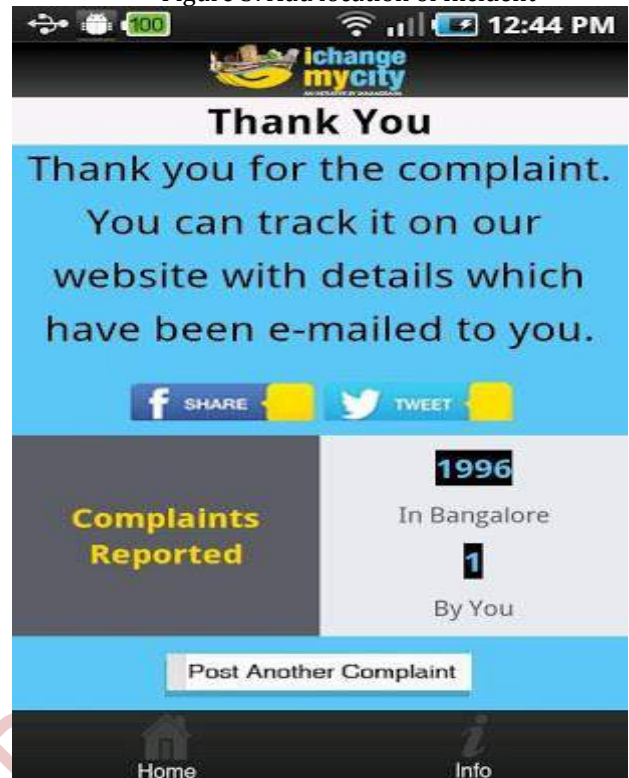 100
12:44 PM
ichange
mycity
Thank You
Thank you for the complaint.
You can track it on our
website with details which
have been e-mailed to you.
f SHARE
TWEET
Complaints
Reported
1996
In Bangalore
1
By You
Post Another Complaint
Home
Info